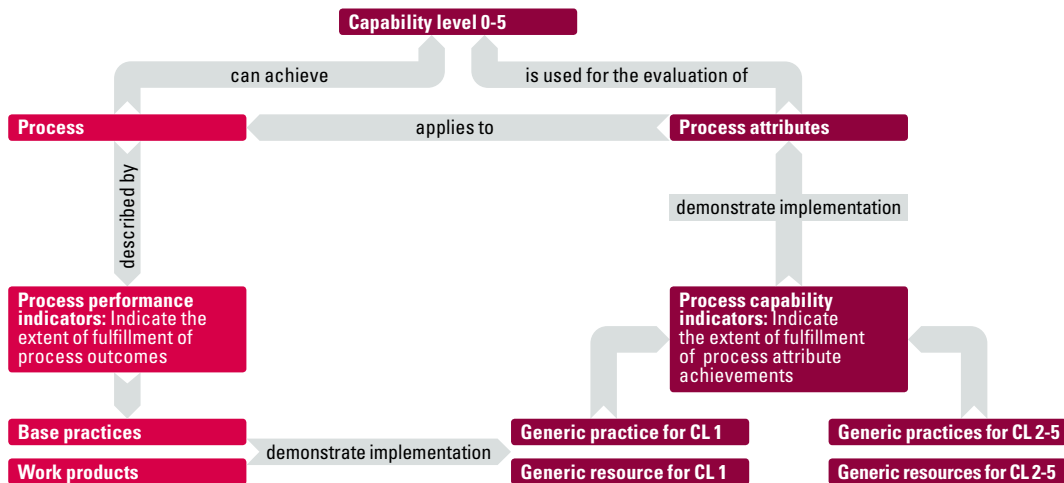 Capability level 0-5
can achieve
is used for the evaluation of
Process
applies to
Process attributes
described by
demonstrate implementation
Process performance
indicators: Indicate the
extent of fulfillment of
process outcomes
Process capability
indicators: Indicate
the extent of fulfillment
of process attribute
achievements
Base practices
Work products
demonstrate implementation
Generic practice for CL 1
Generic resource for CL 1
Generic practices for CL 2-5
Generic resources for CL 2-5